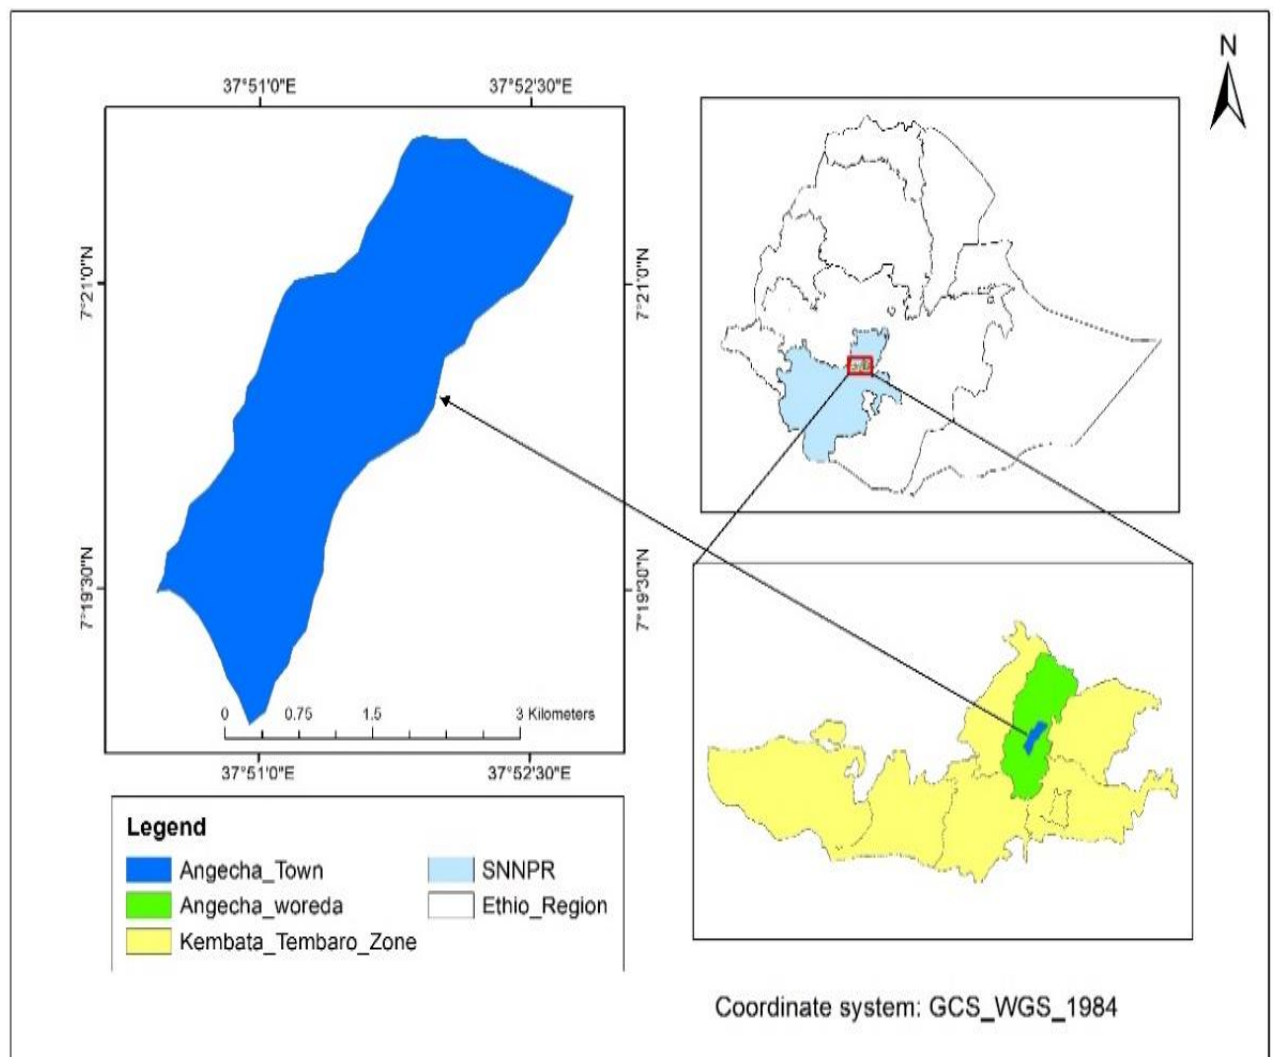 N
37°51'0"E 37°52'30"E
7°21'0"N 7°21'0"N
7°19'30"N 7°19'30"N
0 0.75 1.5 3 Kilometers
37°51'0"E 37°52'30"E
Legend
Angecha_Town SNNPR
Angecha_woreda Ethio_Region
Kembata_Tembaro_Zone
Coordinate system: GCS_WGS_1984